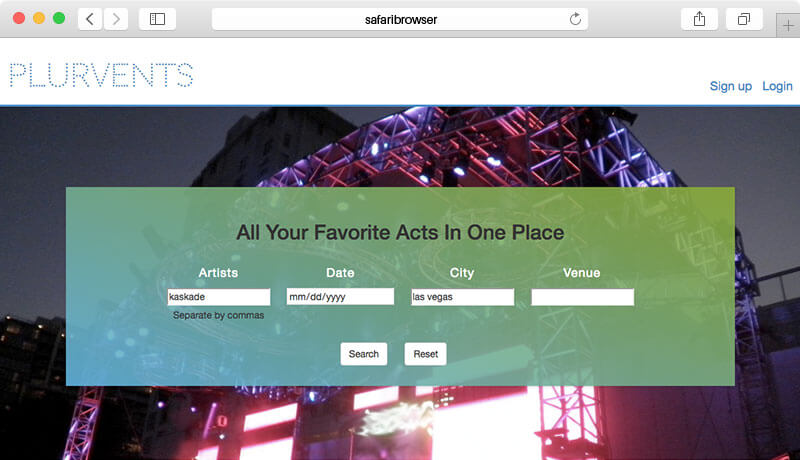 safaribrowser
PLURVENTS
Sign up Login
All Your Favorite Acts In One Place
Artists Date City Venue
kaskade mm/dd/yyyy las vegas
Separate by commas
Search Reset